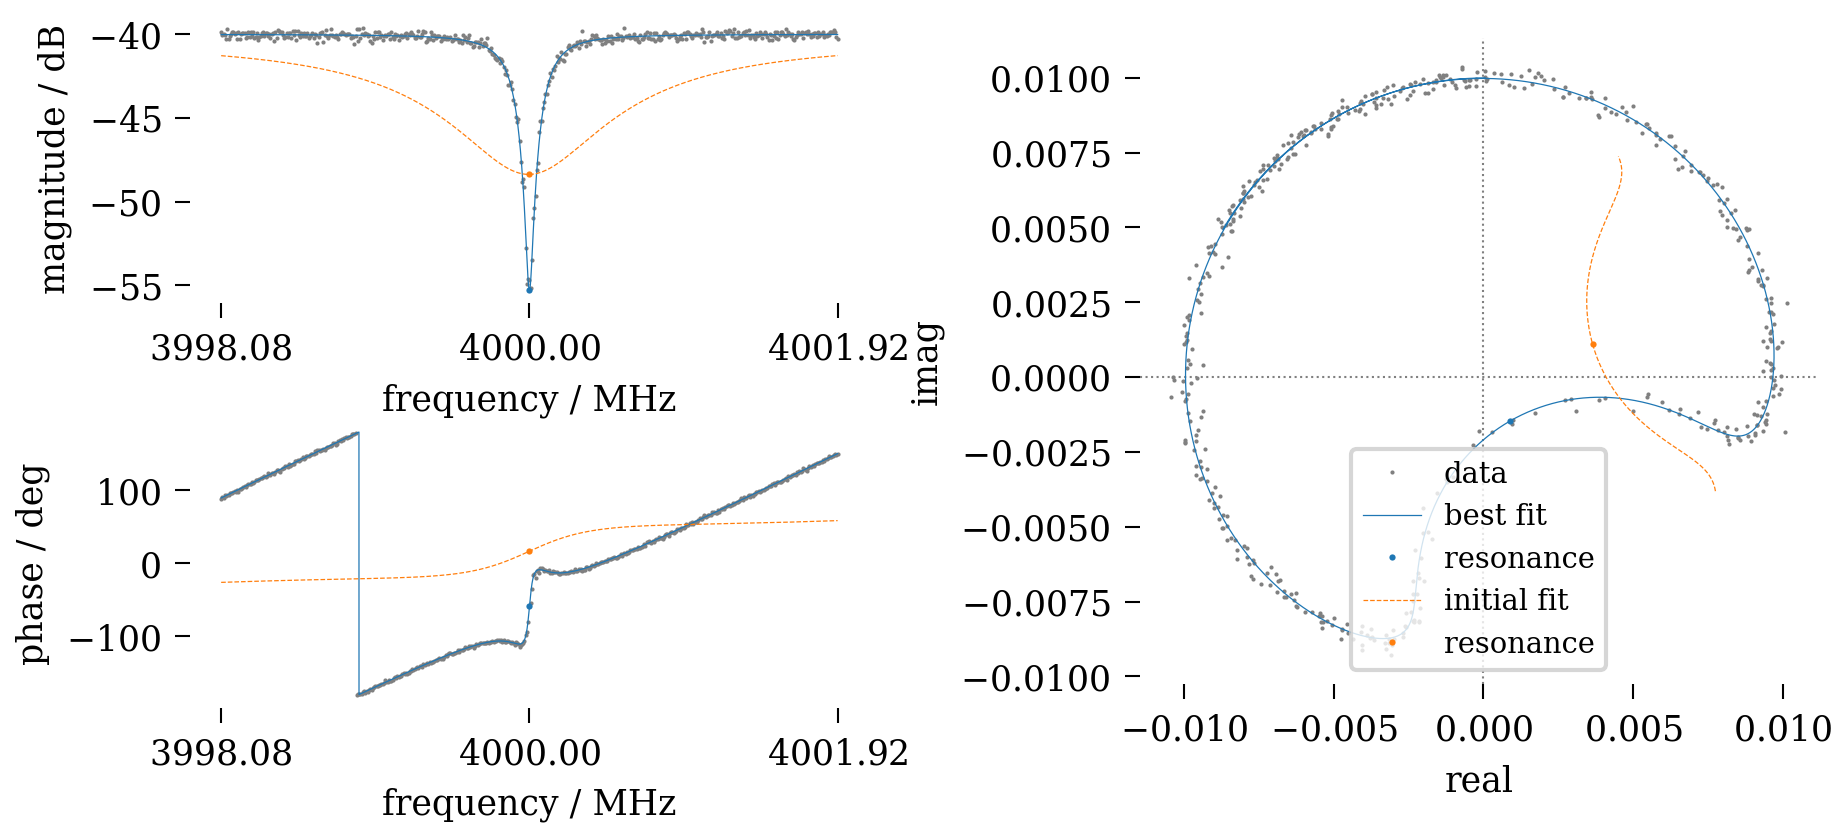 magnitude / dB
−40
−45
−50
−55
3998.08 4000.00 4001.92
frequency / MHz
phase / deg
100
0
−100
3998.08 4000.00 4001.92
frequency / MHz
imag
0.0100
0.0075
0.0050
0.0025
0.0000
−0.0025
−0.0050
−0.0075
−0.0100
data
best fit
resonance
initial fit
resonance
−0.010 −0.005 0.000 0.005 0.010
real